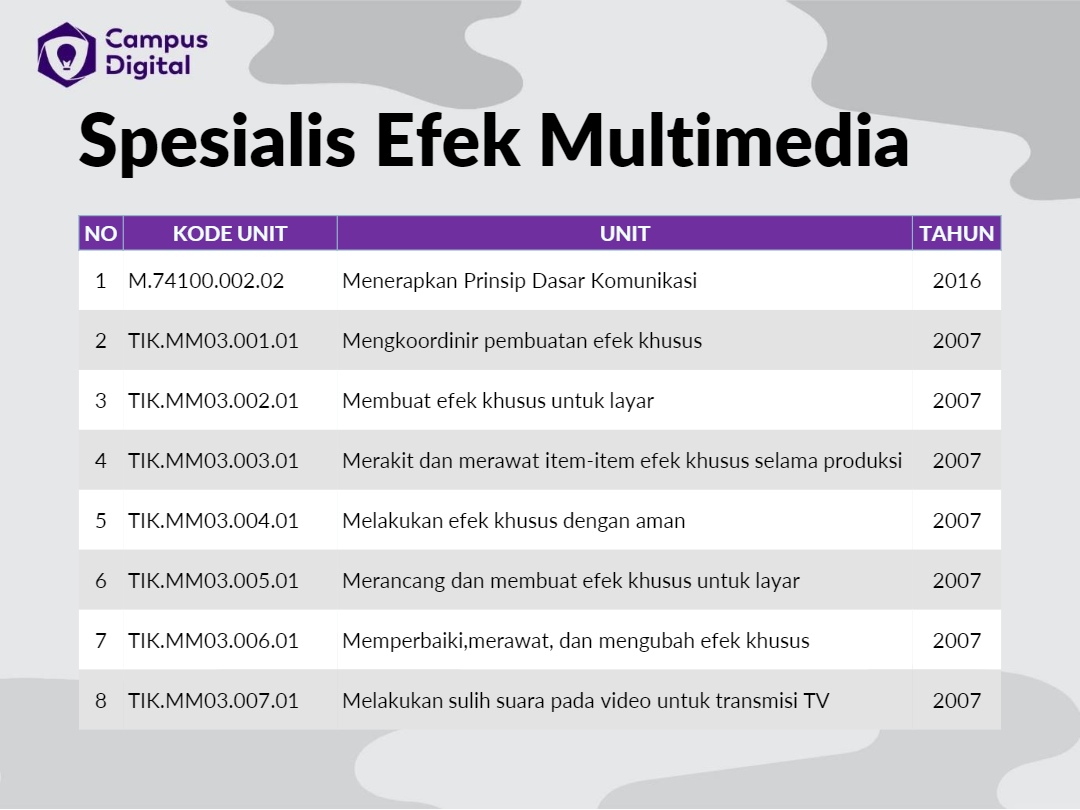 Campus
Digital
Spesialis Efek Multimedia
NO KODE UNIT UNIT TAHUN
1 M.74100.002.02 Menerapkan Prinsip Dasar Komunikasi 2016
2 TIK.MM03.001.01 Mengkoordinir pembuatan efek khusus 2007
3 TIK.MM03.002.01 Membuat efek khusus untuk layar 2007
4 TIK.MM03.003.01 Merakit dan merawat item-item efek khusus selama produksi 2007
5 TIK.MM03.004.01 Melakukan efek khusus dengan aman 2007
6 TIK.MM03.005.01 Merancang dan membuat efek khusus untuk layar 2007
7 TIK.MM03.006.01 Memperbaiki,merawat, dan mengubah efek khusus 2007
8 TIK.MM03.007.01 Melakukan sulih suara pada video untuk transmisi TV 2007